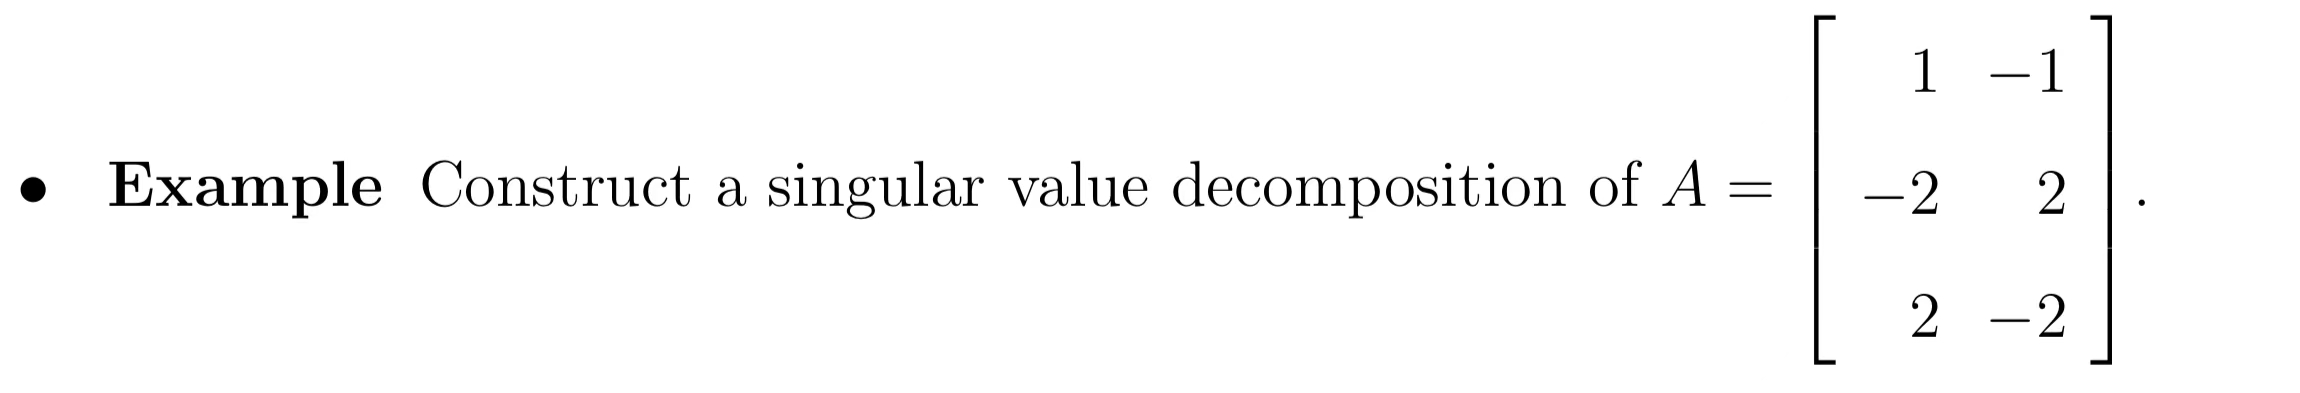 • Example Construct a singular value decomposition of A = [ 1 −1
−2 2
2 −2 ] .